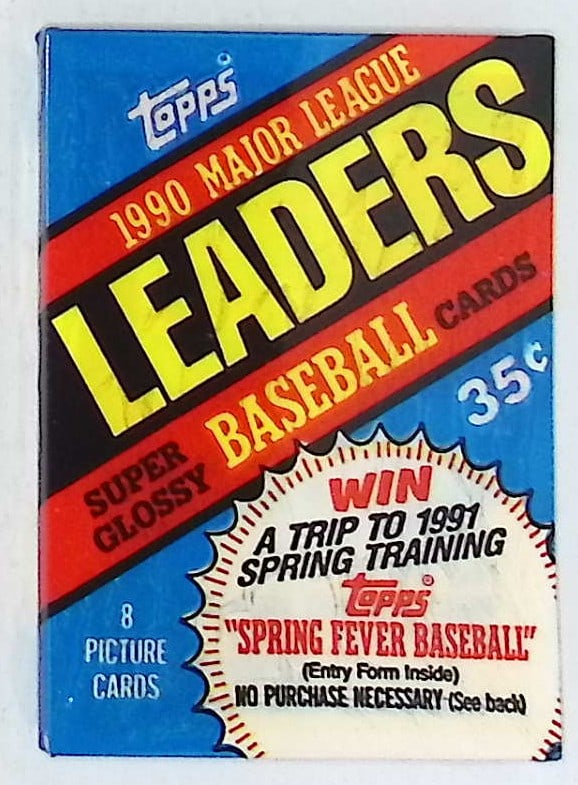 Topps®
1990 MAJOR LEAGUE
LEADERS
SUPER GLOSSY BASEBALL CARDS
35¢
WIN
A TRIP TO 1991
SPRING TRAINING
Topps®
"SPRING FEVER BASEBALL"
(Entry Form Inside)
NO PURCHASE NECESSARY (See back)
8
PICTURE
CARDS